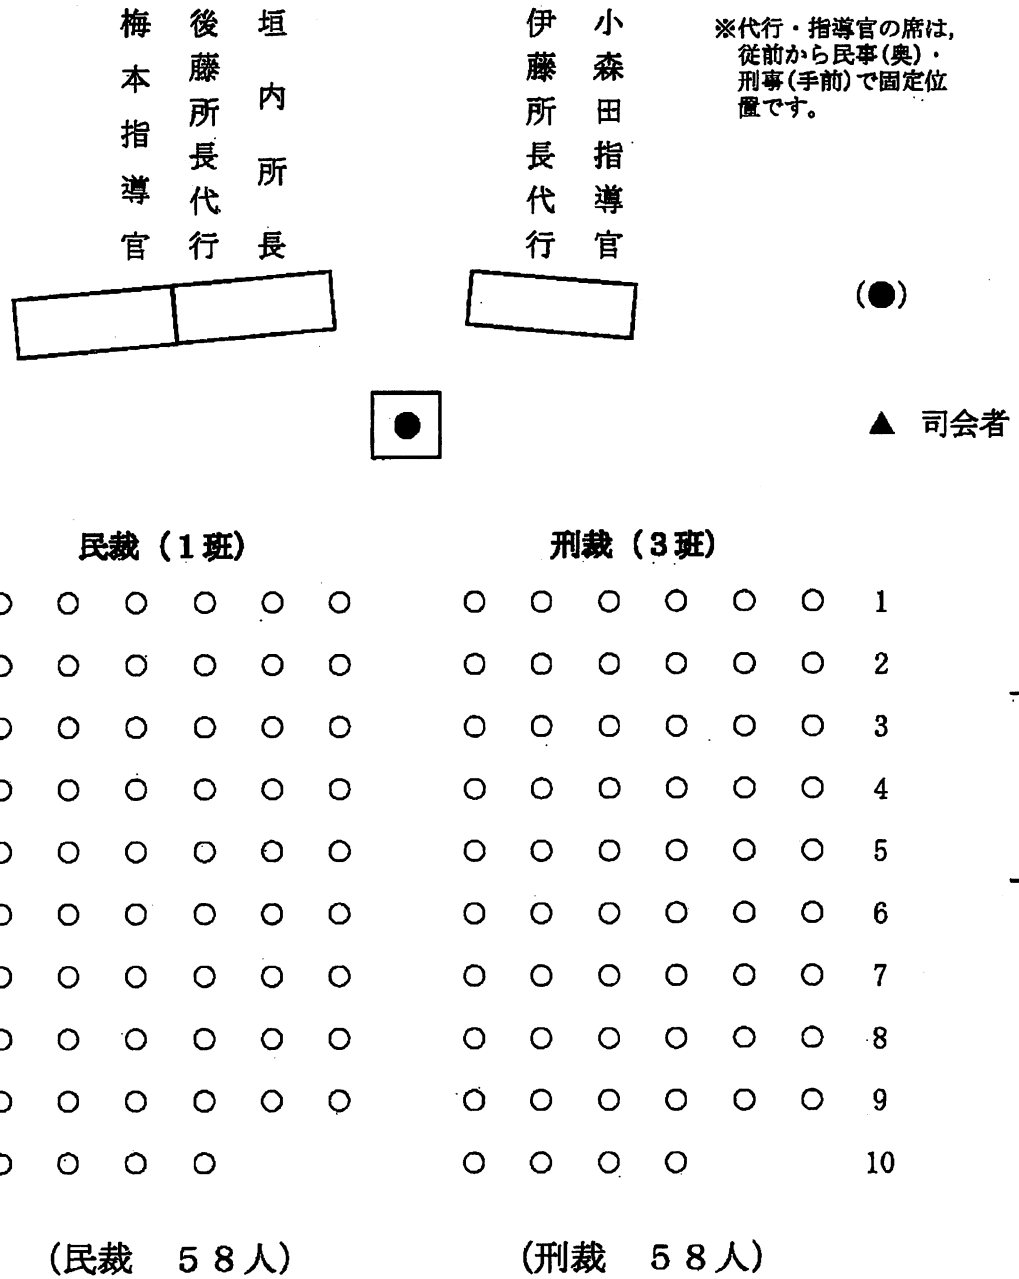 梅本指導官
後藤所長代行
垣内所長
伊藤所長代行
小森田指導官
※代行・指導官の席は,
従前から民事(奥)・
刑事(手前)で固定位
置です。
(●)
▲ 司会者
民裁（1班）
刑裁（3班）
1
2
3
4
5
6
7
8
9
10
(民裁　５８人)
(刑裁　５８人)